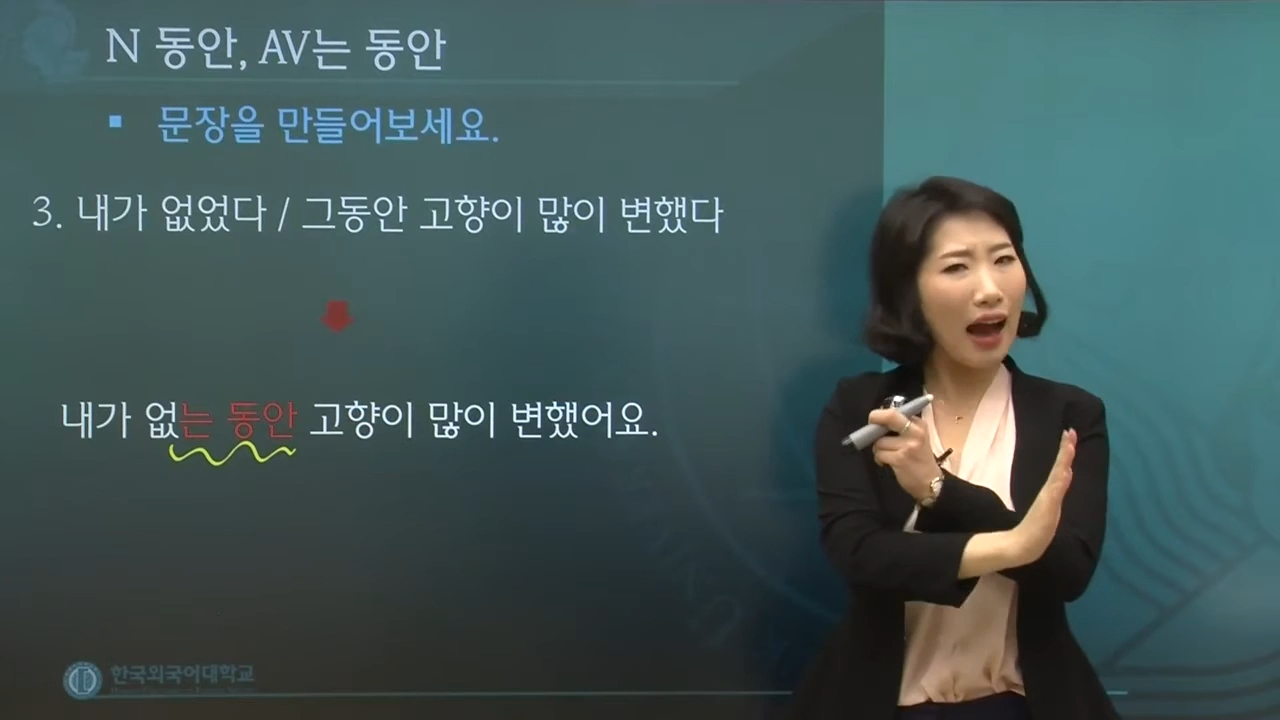 N 동안, AV는 동안
▪ 문장을 만들어보세요.
3. 내가 없었다 / 그동안 고향이 많이 변했다
내가 없는 동안 고향이 많이 변했어요.
한국외국어대학교